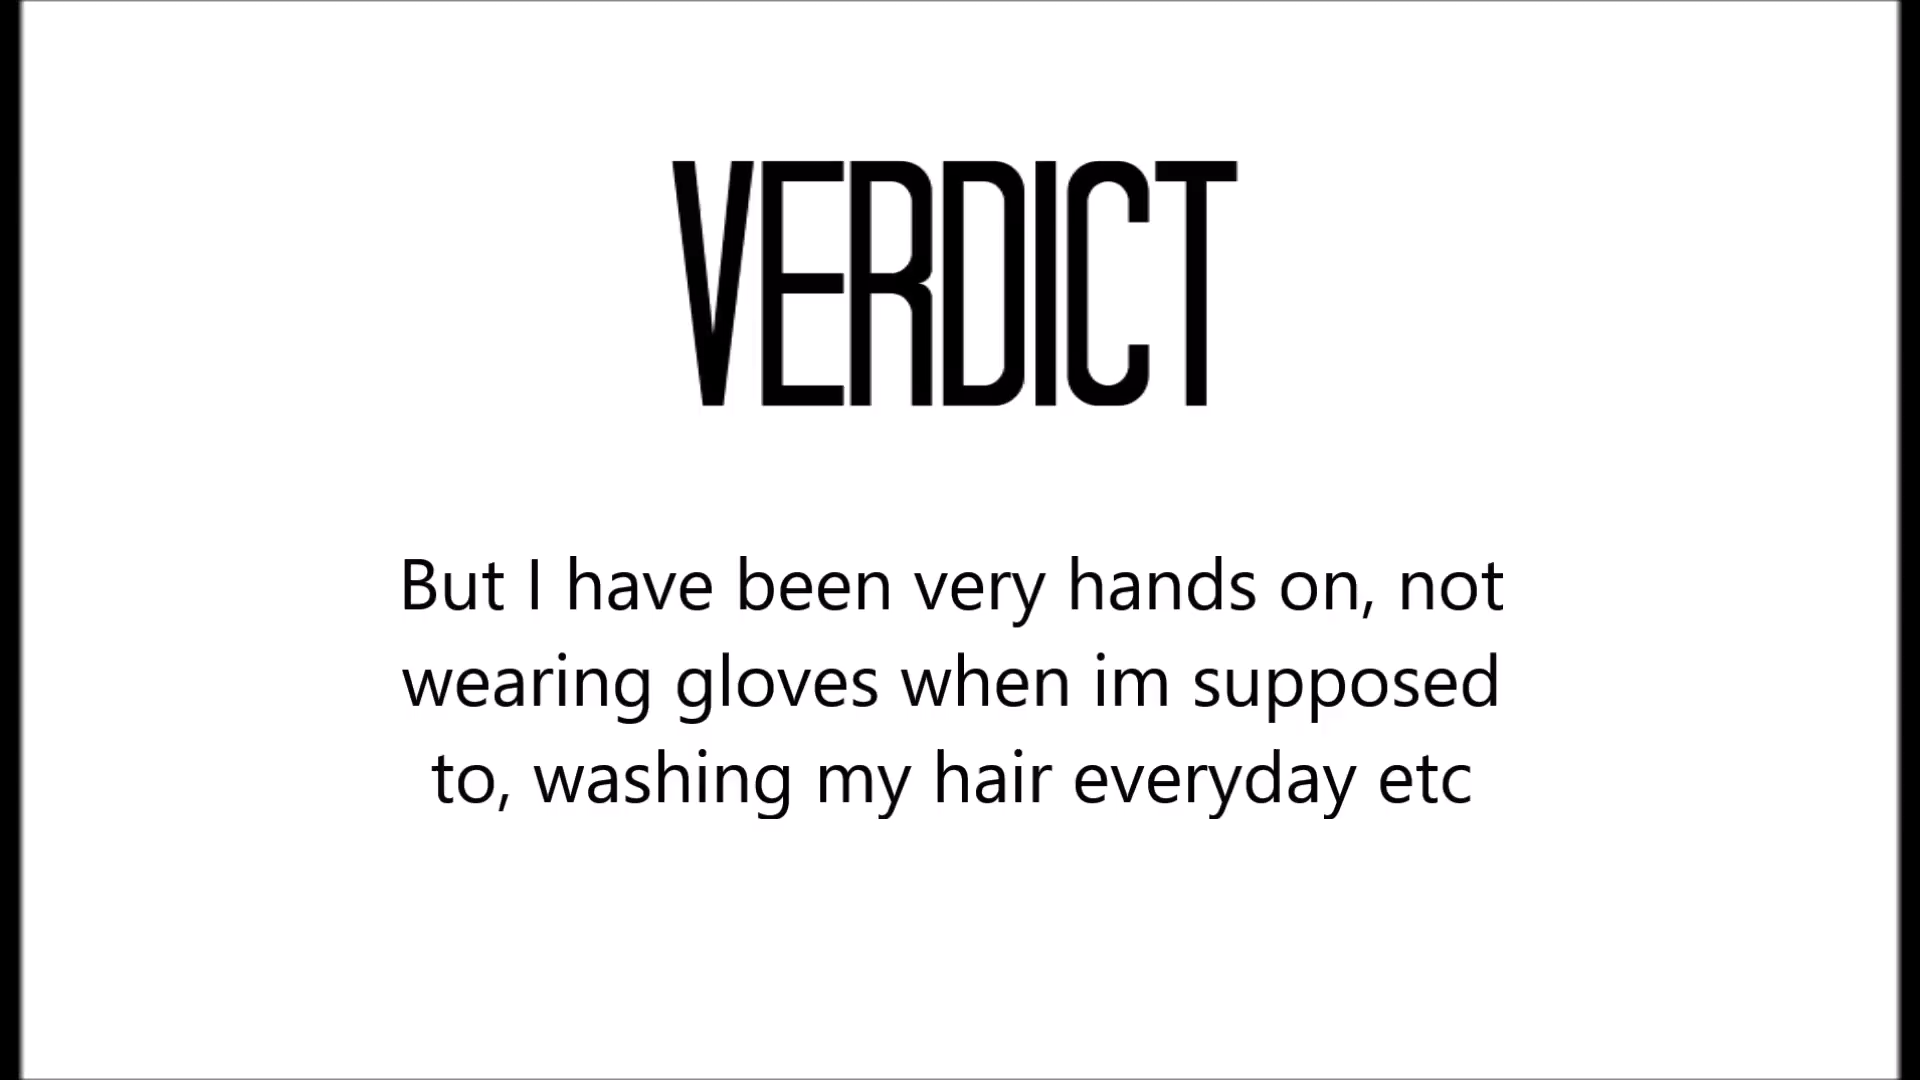 VERDICT
But I have been very hands on, not
wearing gloves when im supposed
to, washing my hair everyday etc